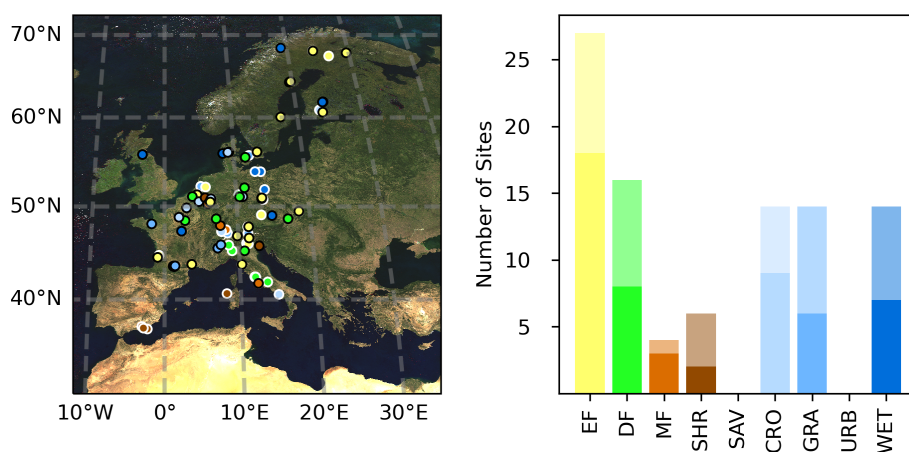 70°N
60°N
50°N
40°N
10°W
0°
10°E
20°E
30°E
Number of Sites
25
20
15
10
5
EF
DF
MF
SHR
SAV
CRO
GRA
URB
WET